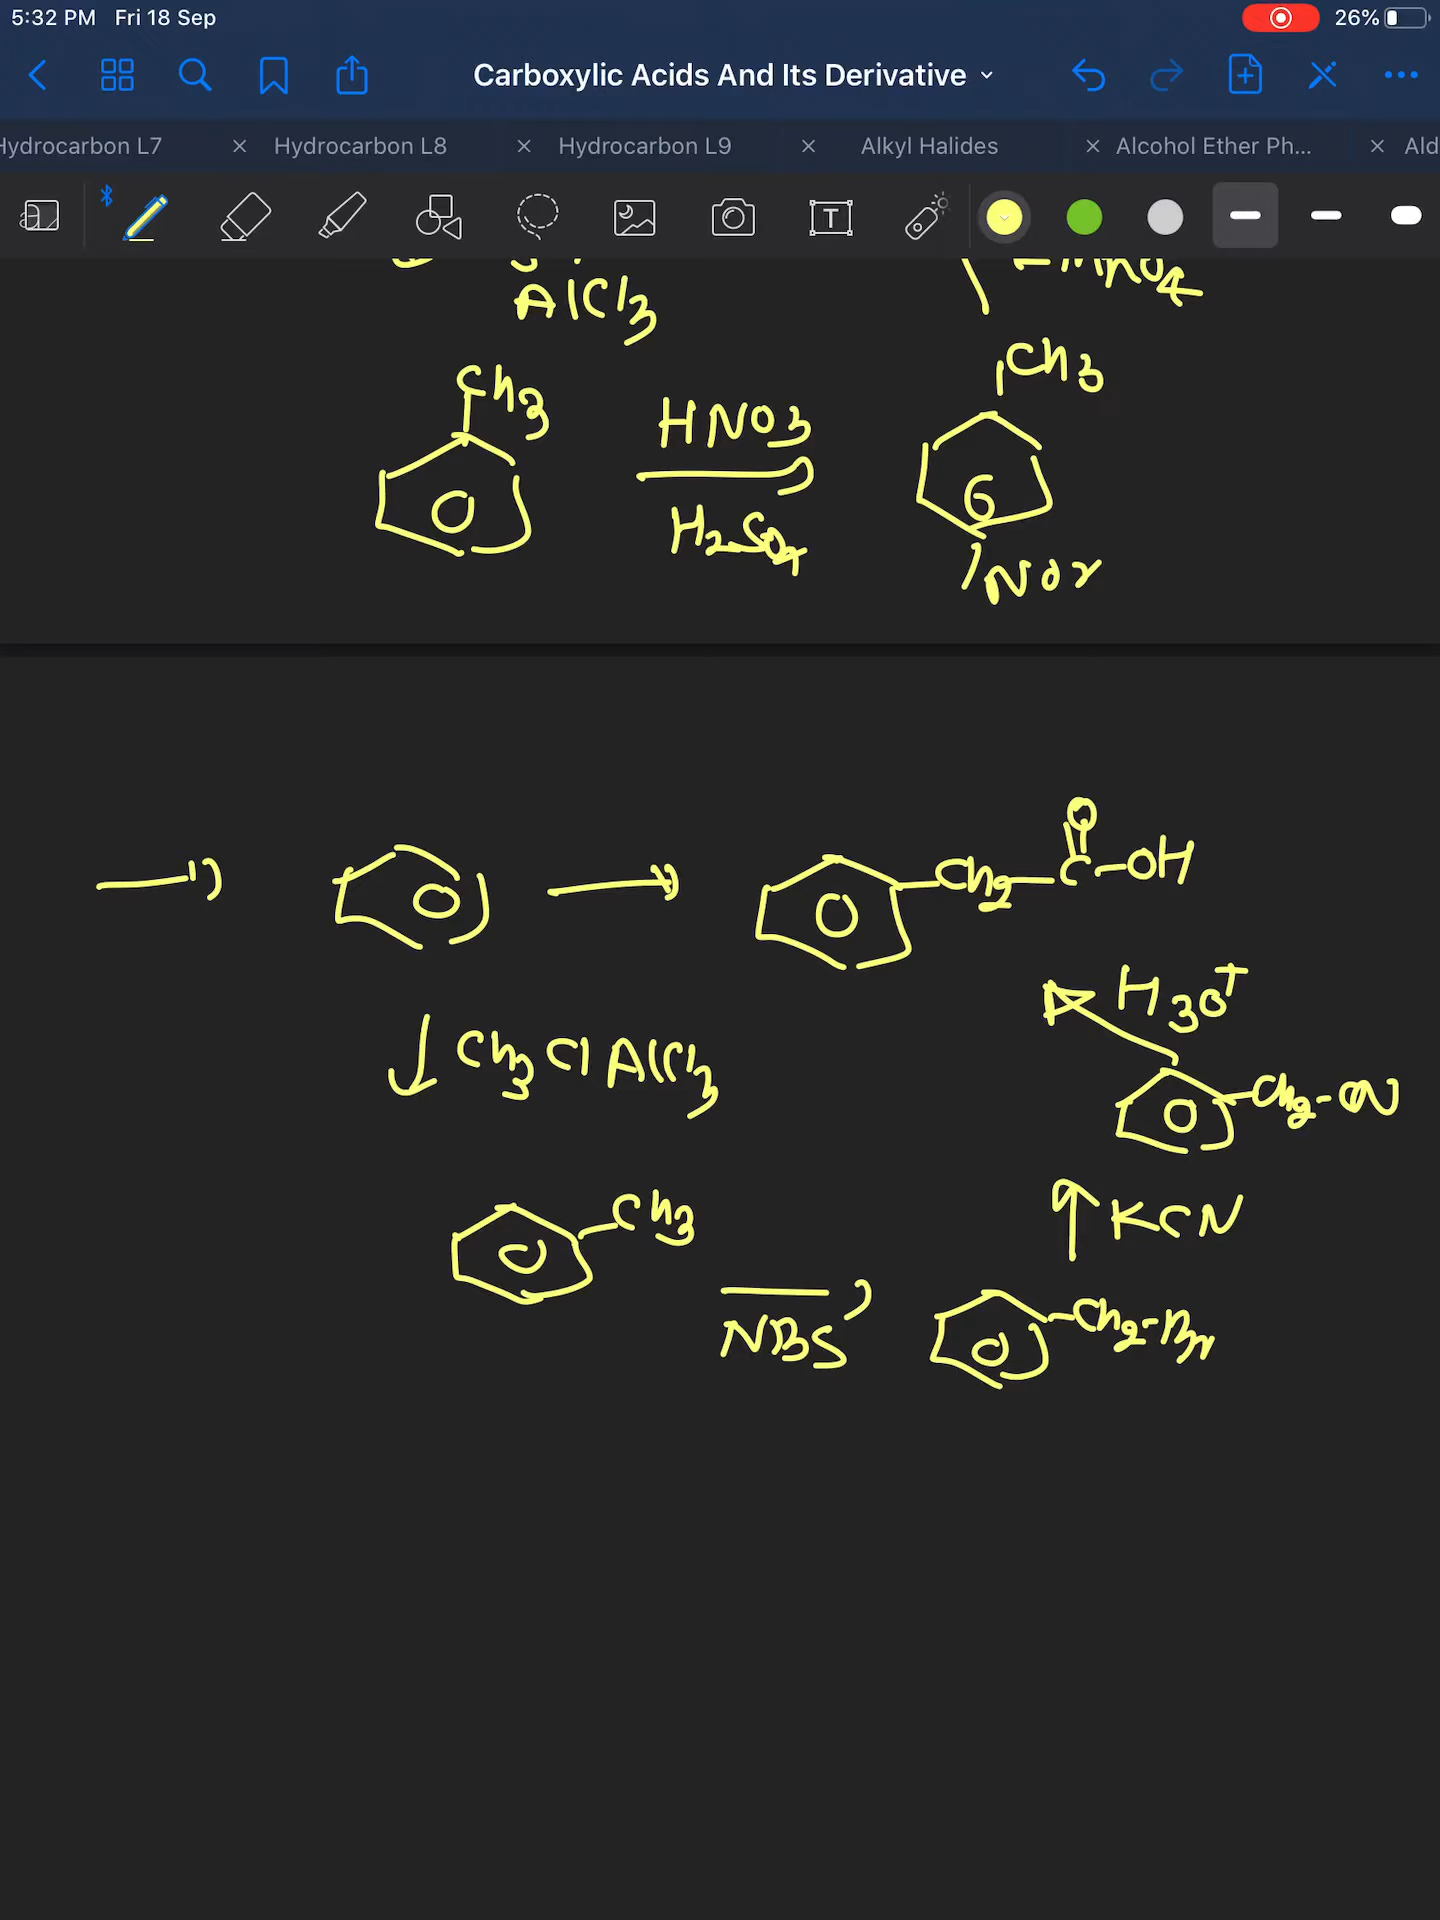 5:32 PM Fri 18 Sep 26%
Carboxylic Acids And Its Derivative
Hydrocarbon L7 Hydrocarbon L8 Hydrocarbon L9 Alkyl Halides Alcohol Ether Ph... Ald
AlCl3
CH3
CH3
HNO3
H2SO4
NO2
CH2-C-OH
O
H3O+
CH3Cl AlCl3
CH2-CN
CH3
KCN
NBS
CH2-Br